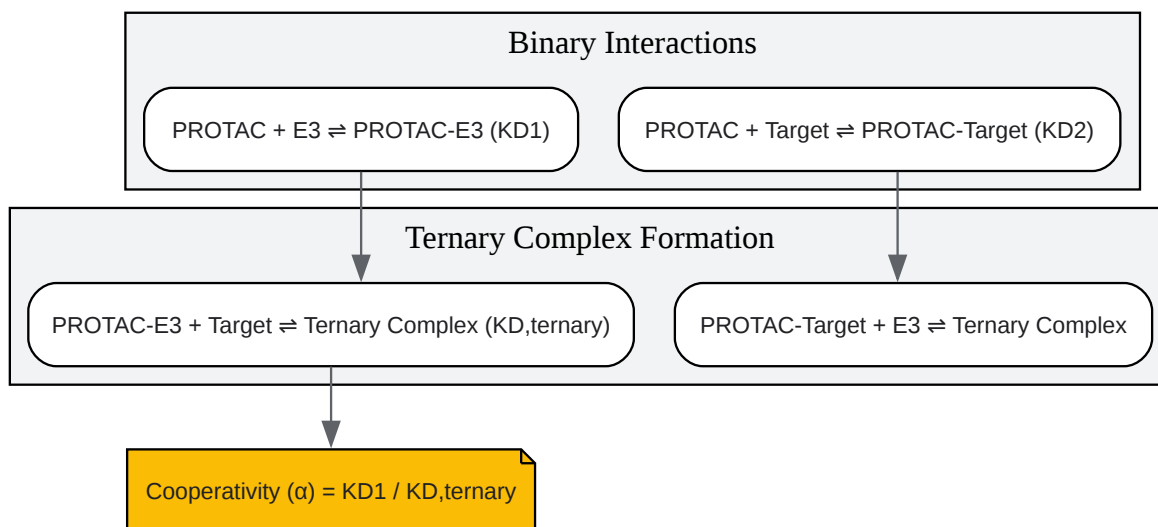 Binary Interactions
PROTAC + E3 ⇌ PROTAC-E3 (KD1)
PROTAC + Target ⇌ PROTAC-Target (KD2)
Ternary Complex Formation
PROTAC-E3 + Target ⇌ Ternary Complex (KD,ternary)
PROTAC-Target + E3 ⇌ Ternary Complex
Cooperativity (α) = KD1 / KD,ternary